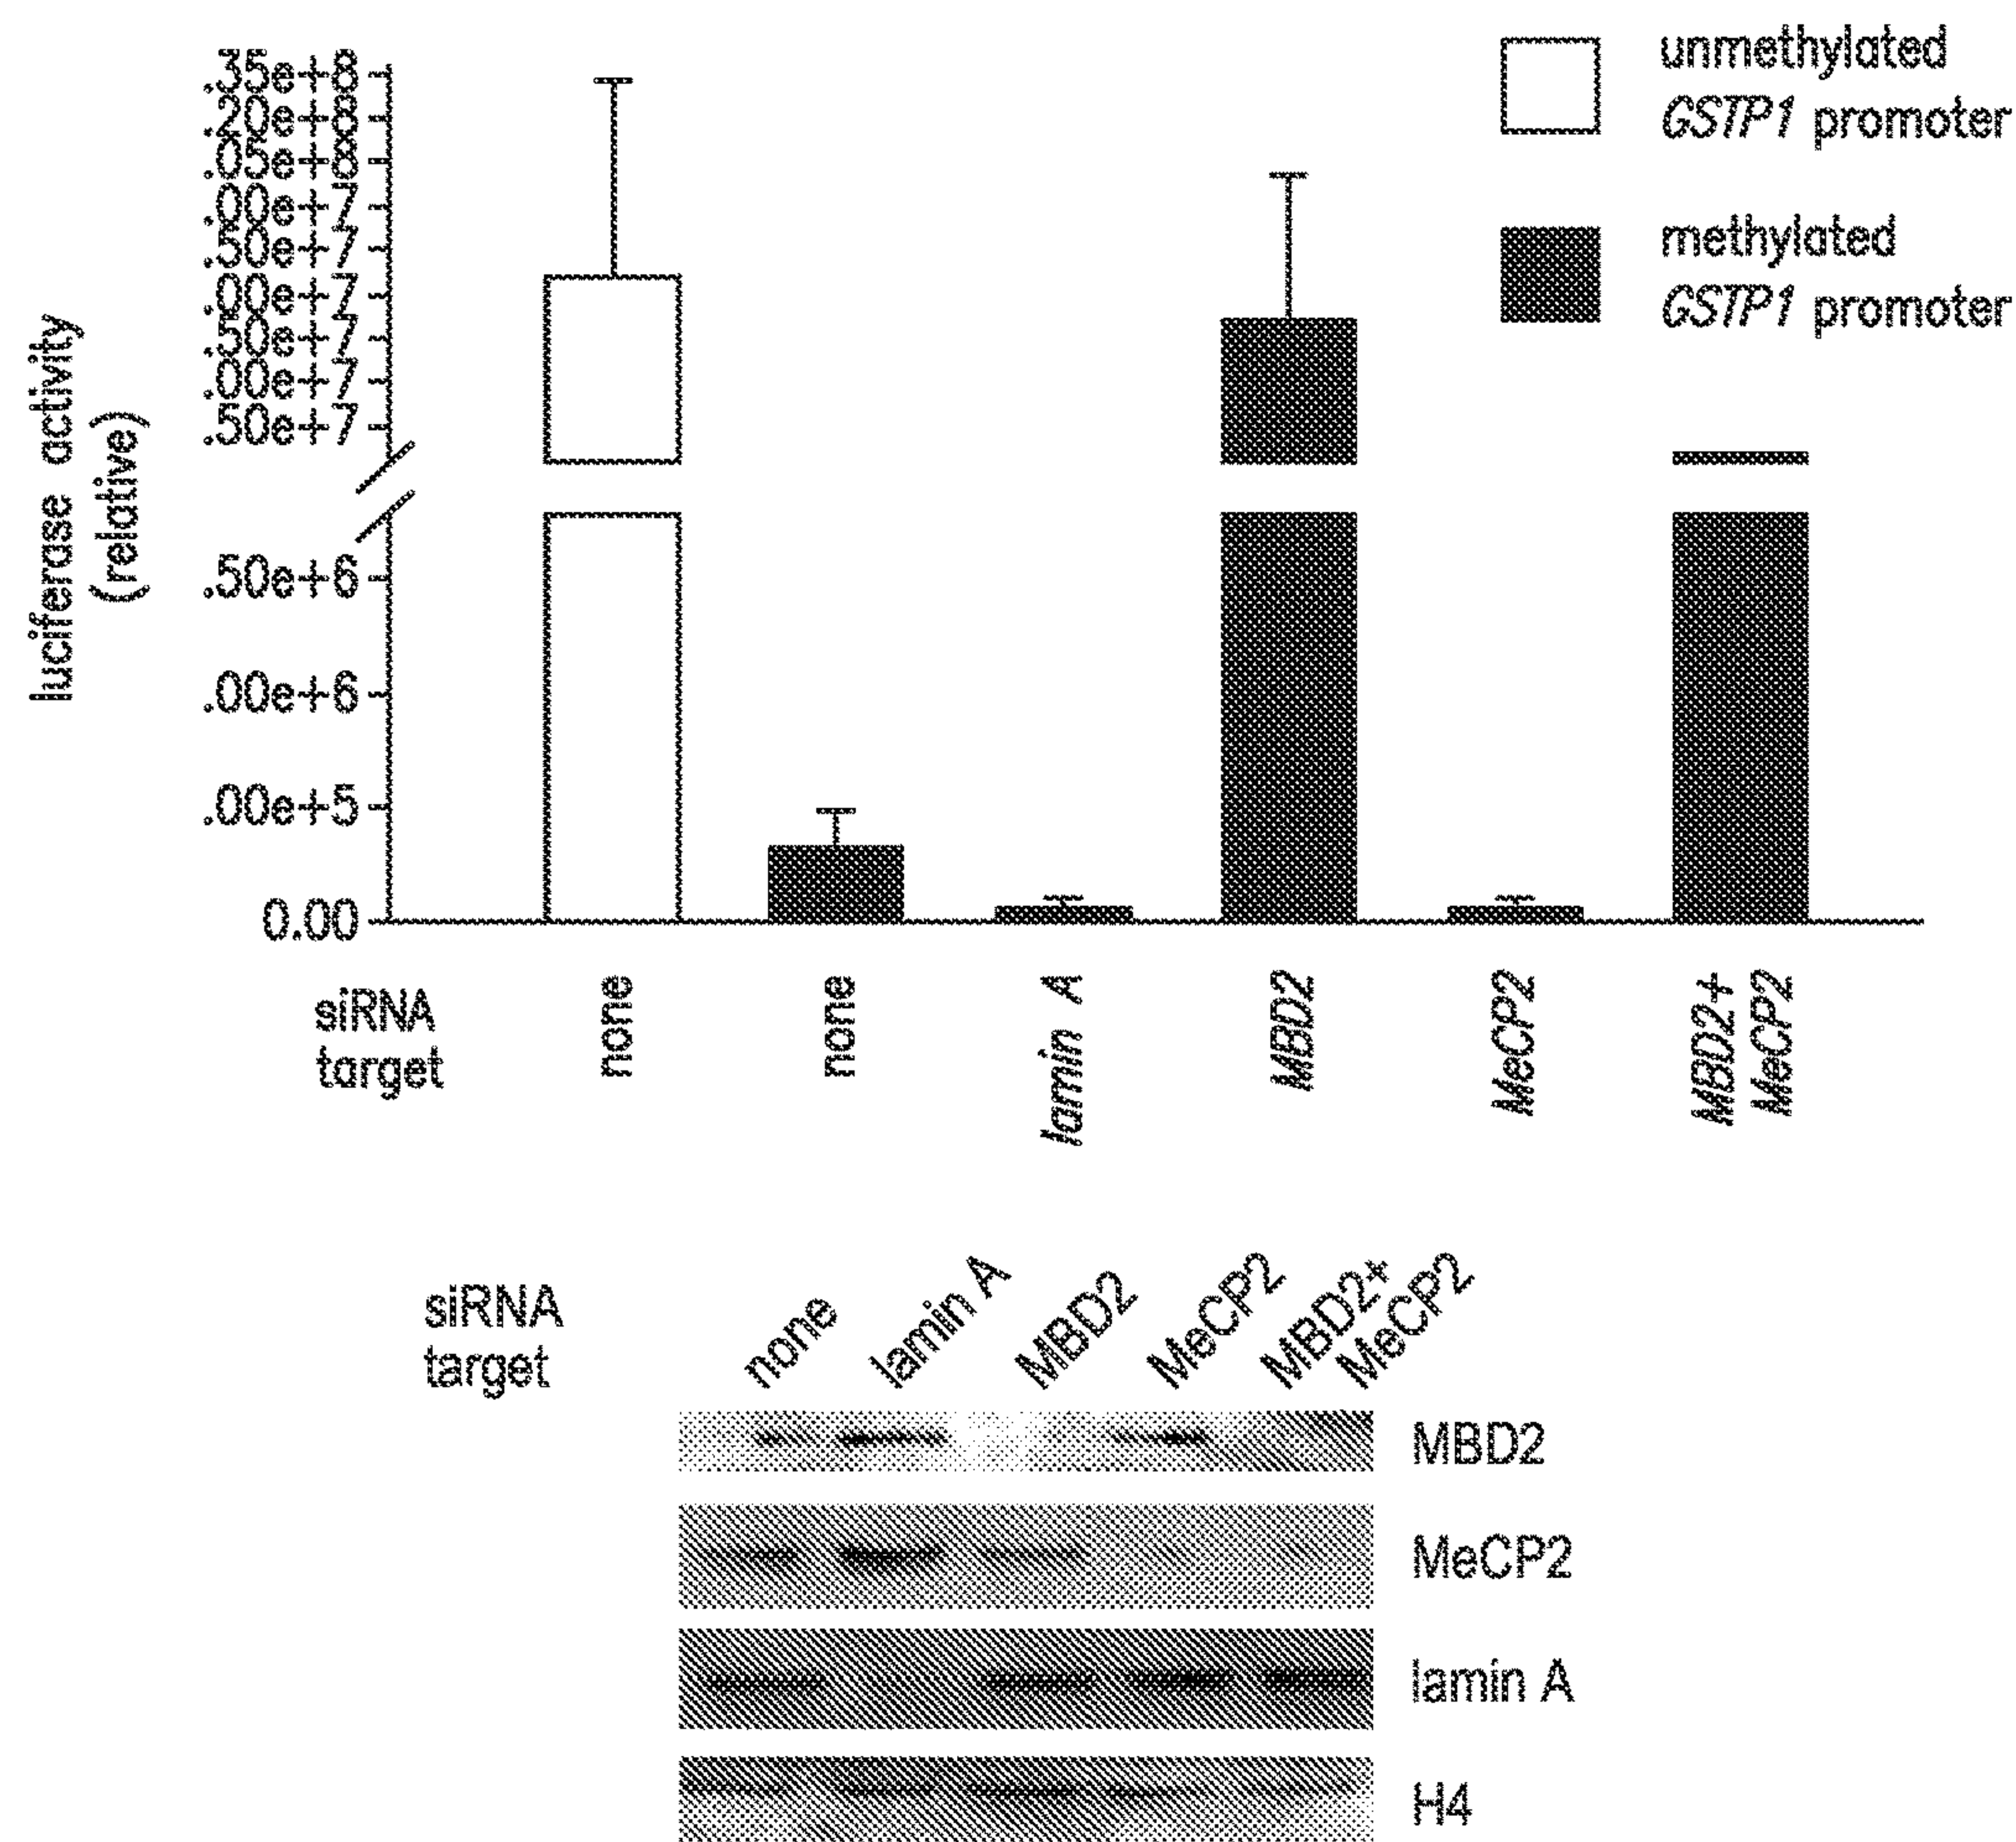 unmethylated
GSTP1 promoter
methylated
GSTP1 promoter
luciferase activity
(relative)
.35e+8
.20e+8
.05e+8
.00e+7
.50e+7
.00e+7
.50e+7
.00e+7
.50e+7
.50e+6
.00e+6
.00e+5
0.00
siRNA
target
none
none
lamin A
MBD2
MeCP2
MBD2+
MeCP2
siRNA
target
none
lamin A
MBD2
MeCP2
MBD2+
MeCP2
MBD2
MeCP2
lamin A
H4